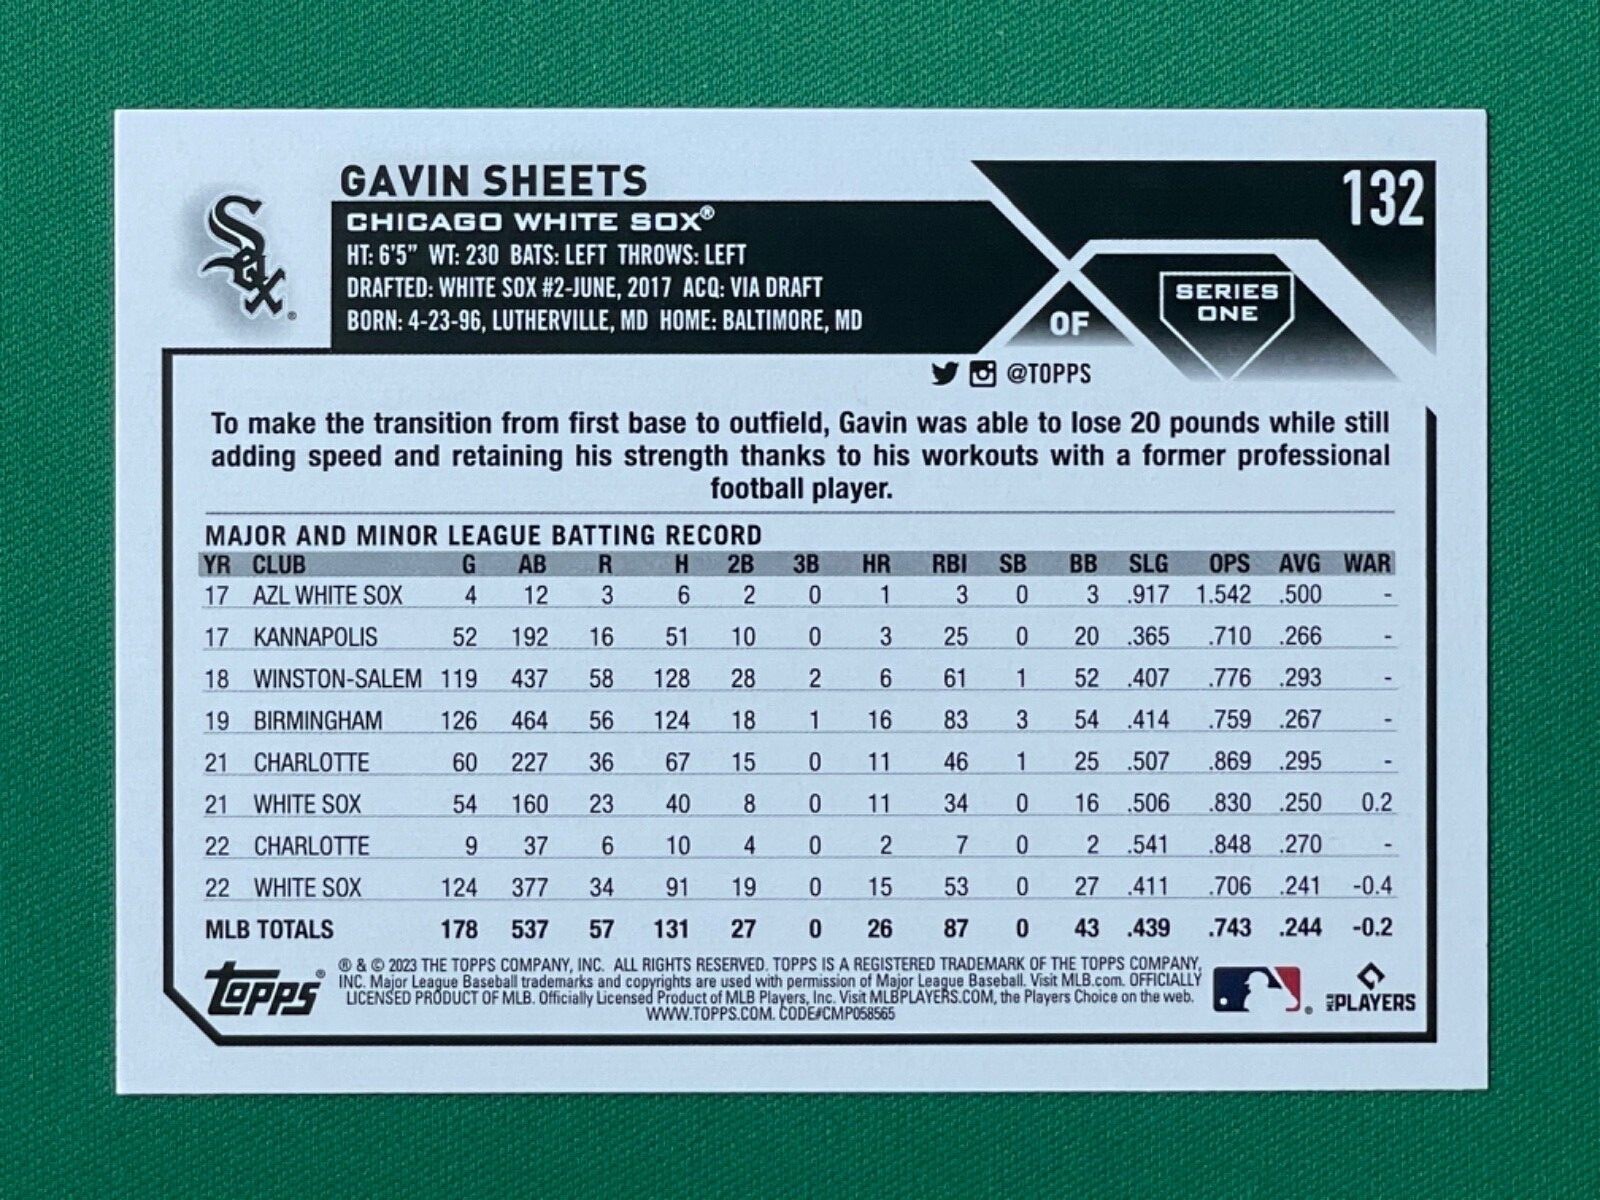 GAVIN SHEETS
132
CHICAGO WHITE SOX®
HT: 6'5" WT: 230 BATS: LEFT THROWS: LEFT
DRAFTED: WHITE SOX #2-JUNE, 2017 ACQ: VIA DRAFT
BORN: 4-23-96, LUTHERVILLE, MD HOME: BALTIMORE, MD
Sox®
OF
SERIES
ONE
@TOPPS
To make the transition from first base to outfield, Gavin was able to lose 20 pounds while still
adding speed and retaining his strength thanks to his workouts with a former professional
football player.
MAJOR AND MINOR LEAGUE BATTING RECORD
YR CLUB G AB R H 2B 3B HR RBI SB BB SLG OPS AVG WAR
17 AZL WHITE SOX 4 12 3 6 2 0 1 3 0 3 .917 1.542 .500 -
17 KANNAPOLIS 52 192 16 51 10 0 3 25 0 20 .365 .710 .266 -
18 WINSTON-SALEM 119 437 58 128 28 2 6 61 1 52 .407 .776 .293 -
19 BIRMINGHAM 126 464 56 124 18 1 16 83 3 54 .414 .759 .267 -
21 CHARLOTTE 60 227 36 67 15 0 11 46 1 25 .507 .869 .295 -
21 WHITE SOX 54 160 23 40 8 0 11 34 0 16 .506 .830 .250 0.2
22 CHARLOTTE 9 37 6 10 4 0 2 7 0 2 .541 .848 .270 -
22 WHITE SOX 124 377 34 91 19 0 15 53 0 27 .411 .706 .241 -0.4
MLB TOTALS 178 537 57 131 27 0 26 87 0 43 .439 .743 .244 -0.2
topps®
® & © 2023 THE TOPPS COMPANY, INC. ALL RIGHTS RESERVED. TOPPS IS A REGISTERED TRADEMARK OF THE TOPPS COMPANY,
INC. Major League Baseball trademarks and copyrights are used with permission of Major League Baseball. Visit MLB.com. OFFICIALLY
LICENSED PRODUCT OF MLB. Officially Licensed Product of MLB Players, Inc. Visit MLBPLAYERS.COM, the Players Choice on the web.
WWW.TOPPS.COM. CODE#CMP058565
MLB PLAYERS